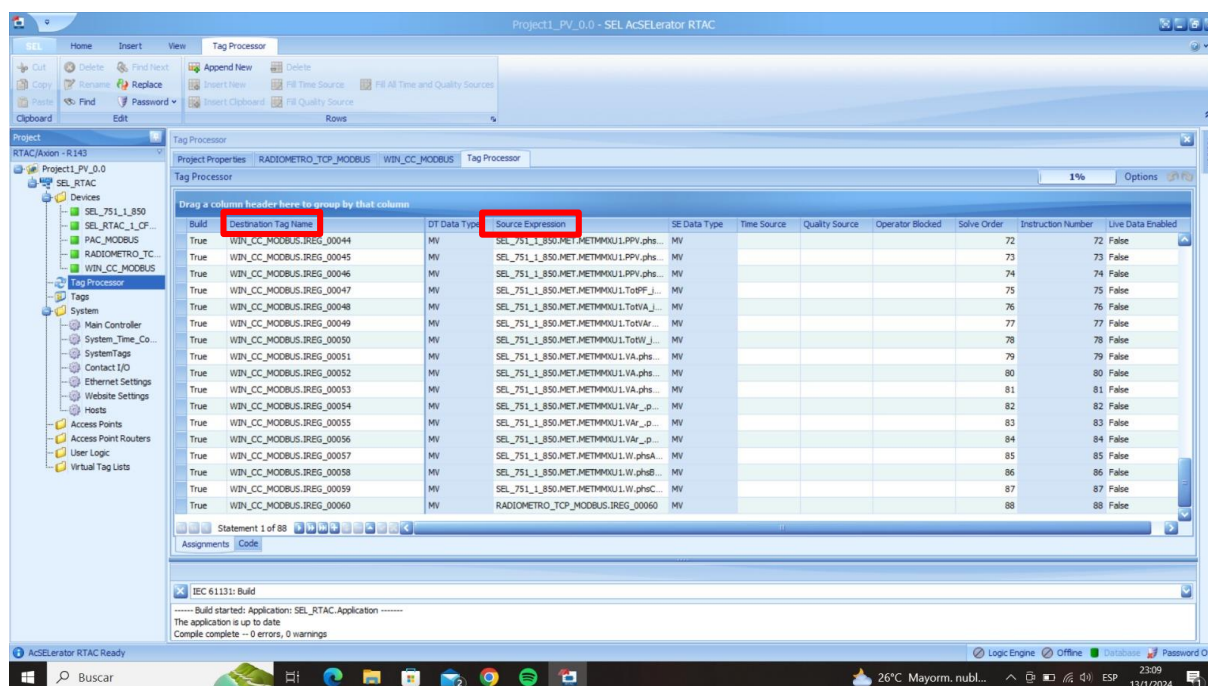 Project1_PV_0.0 - SEL AcSELerator RTAC
SEL Home Insert View Tag Processor
Cut Delete Find Next Append New Delete
Copy Rename Replace Insert New Fill Time Source Fill All Time and Quality Sources
Paste Find Password Insert Clipboard Fill Quality Source
Clipboard Edit Rows
Project
RTAC/Axion - R143
Project1_PV_0.0
SEL_RTAC
Devices
SEL_751_1_850
SEL_RTAC_1_CF...
PAC_MODBUS
RADIOMETRO_TC...
WIN_CC_MODBUS
Tag Processor
Tags
System
Main Controller
System_Time_Co...
SystemTags
Contact I/O
Ethernet Settings
Website Settings
Hosts
Access Points
Access Point Routers
User Logic
Virtual Tag Lists
Tag Processor
Project Properties RADIOMETRO_TCP_MODBUS WIN_CC_MODBUS Tag Processor
Tag Processor 1% Options
Drag a column header here to group by that column
Build Destination Tag Name DT Data Type Source Expression SE Data Type Time Source Quality Source Operator Blocked Solve Order Instruction Number Live Data Enabled
True WIN_CC_MODBUS.IREG_00044 MV SEL_751_1_850.MET.METMMXU1.PPV.phs... MV 72 72 False
True WIN_CC_MODBUS.IREG_00045 MV SEL_751_1_850.MET.METMMXU1.PPV.phs... MV 73 73 False
True WIN_CC_MODBUS.IREG_00046 MV SEL_751_1_850.MET.METMMXU1.PPV.phs... MV 74 74 False
True WIN_CC_MODBUS.IREG_00047 MV SEL_751_1_850.MET.METMMXU1.TotPF_i... MV 75 75 False
True WIN_CC_MODBUS.IREG_00048 MV SEL_751_1_850.MET.METMMXU1.TotVA_i... MV 76 76 False
True WIN_CC_MODBUS.IREG_00049 MV SEL_751_1_850.MET.METMMXU1.TotVAr... MV 77 77 False
True WIN_CC_MODBUS.IREG_00050 MV SEL_751_1_850.MET.METMMXU1.TotW_i... MV 78 78 False
True WIN_CC_MODBUS.IREG_00051 MV SEL_751_1_850.MET.METMMXU1.VA.phs... MV 79 79 False
True WIN_CC_MODBUS.IREG_00052 MV SEL_751_1_850.MET.METMMXU1.VA.phs... MV 80 80 False
True WIN_CC_MODBUS.IREG_00053 MV SEL_751_1_850.MET.METMMXU1.VA.phs... MV 81 81 False
True WIN_CC_MODBUS.IREG_00054 MV SEL_751_1_850.MET.METMMXU1.VAr_.p... MV 82 82 False
True WIN_CC_MODBUS.IREG_00055 MV SEL_751_1_850.MET.METMMXU1.VAr_.p... MV 83 83 False
True WIN_CC_MODBUS.IREG_00056 MV SEL_751_1_850.MET.METMMXU1.VAr_.p... MV 84 84 False
True WIN_CC_MODBUS.IREG_00057 MV SEL_751_1_850.MET.METMMXU1.W.phsA... MV 85 85 False
True WIN_CC_MODBUS.IREG_00058 MV SEL_751_1_850.MET.METMMXU1.W.phsB... MV 86 86 False
True WIN_CC_MODBUS.IREG_00059 MV SEL_751_1_850.MET.METMMXU1.W.phsC... MV 87 87 False
True WIN_CC_MODBUS.IREG_00060 MV RADIOMETRO_TCP_MODBUS.IREG_00060 MV 88 88 False
Statement 1 of 88
Assignments Code
IEC 61131: Build
------ Build started: Application: SEL_RTAC.Application -------
The application is up to date
Compile complete -- 0 errors, 0 warnings
AcSELerator RTAC Ready Logic Engine Offline Database Password O
Buscar 26°C Mayorm. nubl... ESP 23:09
13/1/2024